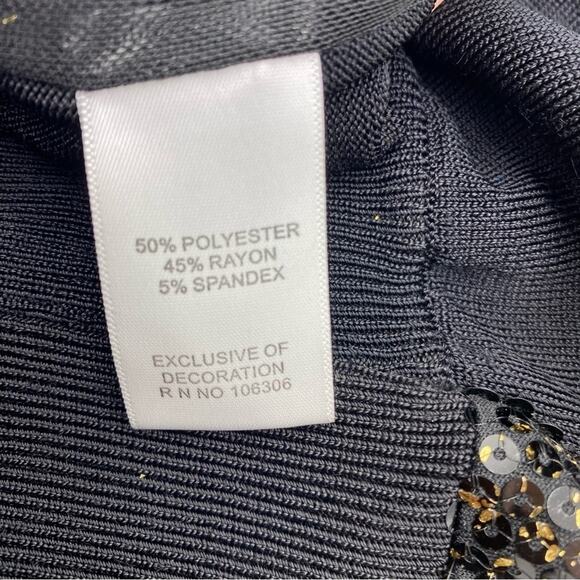 50% POLYESTER
45% RAYON
5% SPANDEX
EXCLUSIVE OF
DECORATION
R N NO 106306